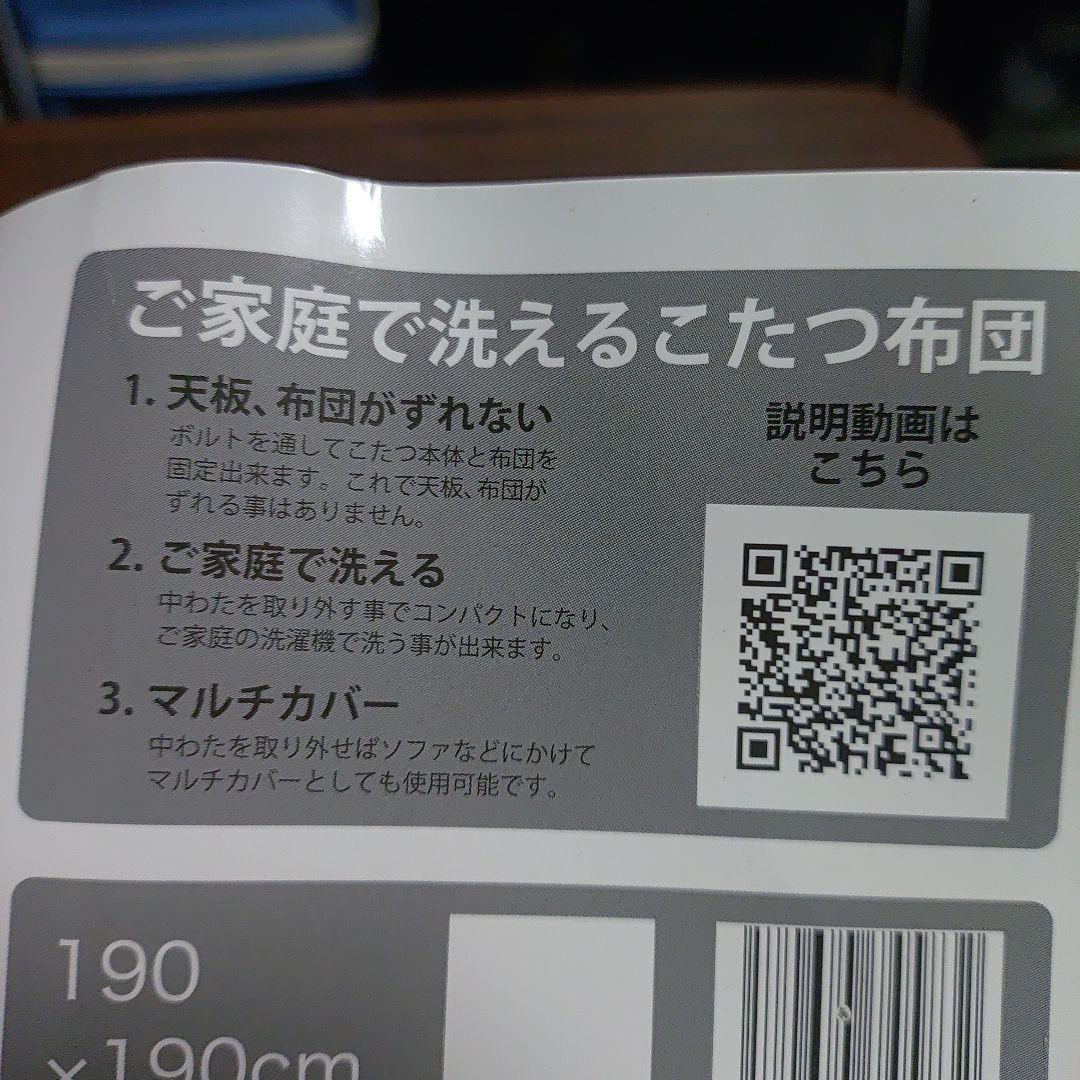 ご家庭で洗えるこたつ布団
1. 天板、布団がずれない
ボルトを通してこたつ本体と布団を
固定出来ます。これで天板、布団が
ずれる事はありません。
2. ご家庭で洗える
中わたを取り外す事でコンパクトになり、
ご家庭の洗濯機で洗う事が出来ます。
3. マルチカバー
中わたを取り外せばソファなどにかけて
マルチカバーとしても使用可能です。
説明動画は
こちら
190
×190cm